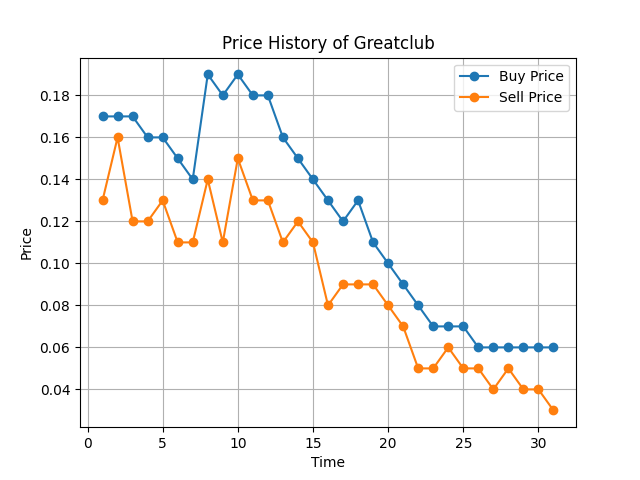 Price History of Greatclub
Buy Price
Sell Price
Price
0.18
0.16
0.14
0.12
0.10
0.08
0.06
0.04
0 5 10 15 20 25 30
Time